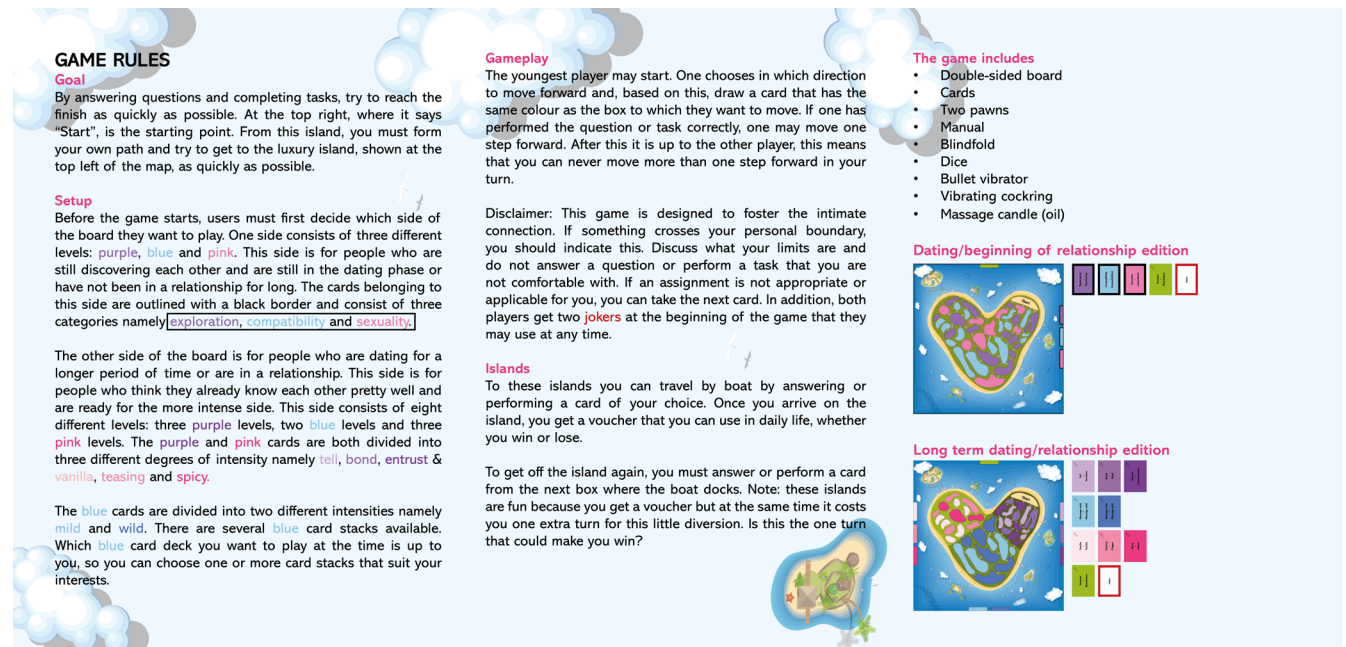 GAME RULES
Goal
By answering questions and completing tasks, try to reach the
finish as quickly as possible. At the top right, where it says
“Start”, is the starting point. From this island, you must form
your own path and try to get to the luxury island, shown at the
top left of the map, as quickly as possible.
Setup
Before the game starts, users must first decide which side of
the board they want to play. One side consists of three different
levels: purple, blue and pink. This side is for people who are
still discovering each other and are still in the dating phase or
have not been in a relationship for long. The cards belonging to
this side are outlined with a black border and consist of three
categories namely exploration, compatibility and sexuality.
The other side of the board is for people who are dating for a
longer period of time or are in a relationship. This side is for
people who think they already know each other pretty well and
are ready for the more intense side. This side consists of eight
different levels: three purple levels, two blue levels and three
pink levels. The purple and pink cards are both divided into
three different degrees of intensity namely tell, bond, entrust &
vanilla, teasing and spicy.
The blue cards are divided into two different intensities namely
mild and wild. There are several blue card stacks available.
Which blue card deck you want to play at the time is up to
you, so you can choose one or more card stacks that suit your
interests.
Gameplay
The youngest player may start. One chooses in which direction
to move forward and, based on this, draw a card that has the
same colour as the box to which they want to move. If one has
performed the question or task correctly, one may move one
step forward. After this it is up to the other player, this means
that you can never move more than one step forward in your
turn.
Disclaimer: This game is designed to foster the intimate
connection. If something crosses your personal boundary,
you should indicate this. Discuss what your limits are and
do not answer a question or perform a task that you are
not comfortable with. If an assignment is not appropriate or
applicable for you, you can take the next card. In addition, both
players get two jokers at the beginning of the game that they
may use at any time.
Islands
To these islands you can travel by boat by answering or
performing a card of your choice. Once you arrive on the
island, you get a voucher that you can use in daily life, whether
you win or lose.
To get off the island again, you must answer or perform a card
from the next box where the boat docks. Note: these islands
are fun because you get a voucher but at the same time it costs
you one extra turn for this little diversion. Is this the one turn
that could make you win?
The game includes
• Double-sided board
• Cards
• Two pawns
• Manual
• Blindfold
• Dice
• Bullet vibrator
• Vibrating cockring
• Massage candle (oil)
Dating/beginning of relationship edition
Start
Long term dating/relationship edition
Start